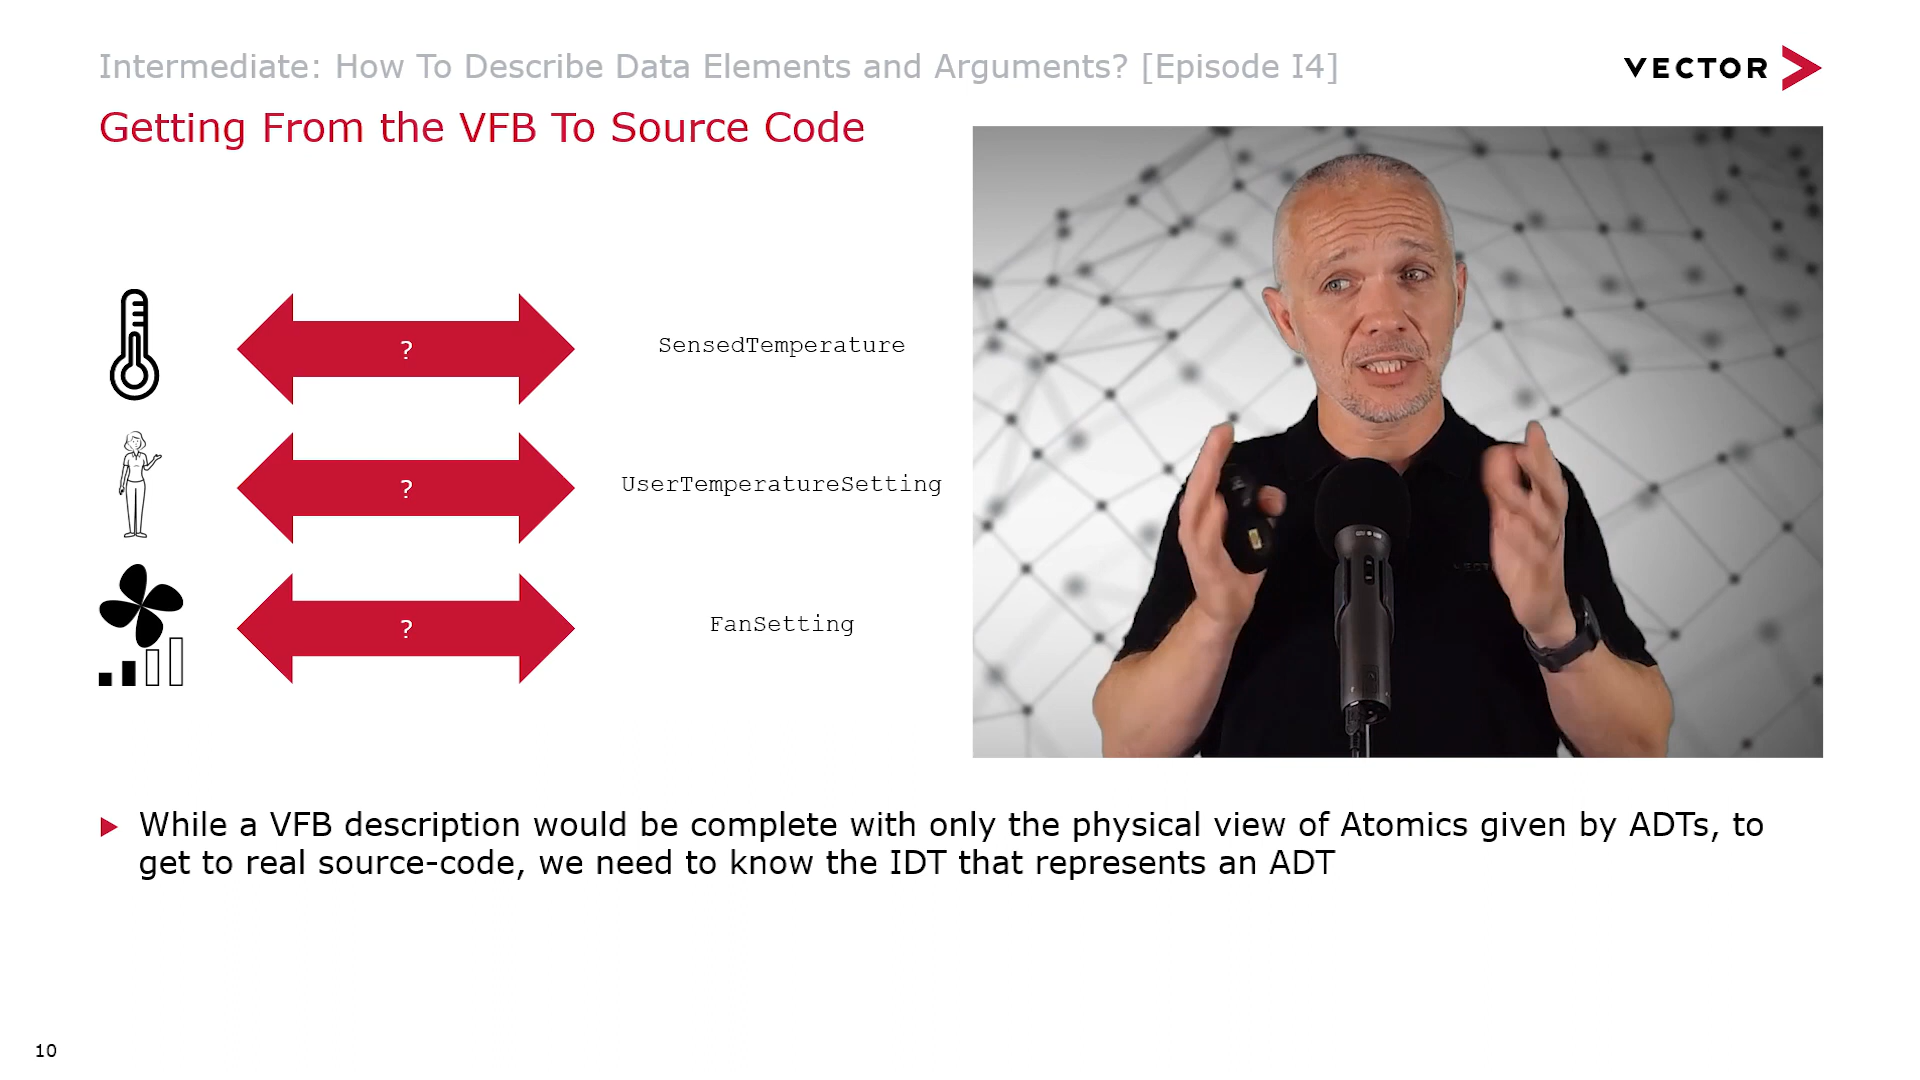 Intermediate: How To Describe Data Elements and Arguments? [Episode I4]
VECTOR
Getting From the VFB To Source Code
?
SensedTemperature
?
UserTemperatureSetting
?
FanSetting
While a VFB description would be complete with only the physical view of Atomics given by ADTs, to
get to real source-code, we need to know the IDT that represents an ADT
10